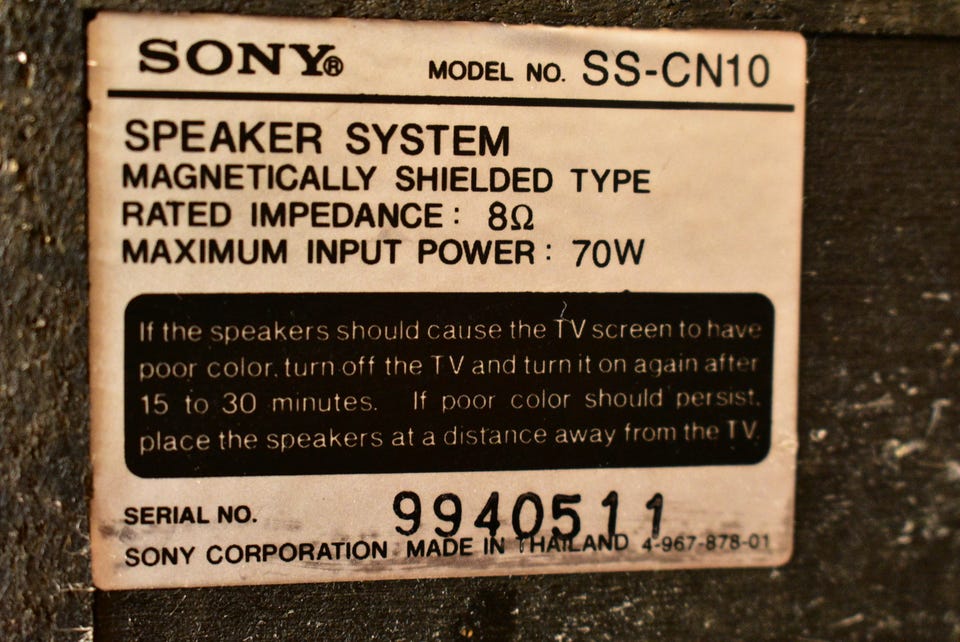 SONY® MODEL NO. SS-CN10
SPEAKER SYSTEM
MAGNETICALLY SHIELDED TYPE
RATED IMPEDANCE: 8Ω
MAXIMUM INPUT POWER: 70W
If the speakers should cause the TV screen to have
poor color, turn off the TV and turn it on again after
15 to 30 minutes. If poor color should persist,
place the speakers at a distance away from the TV.
SERIAL NO. 9940511
SONY CORPORATION MADE IN THAILAND 4-967-878-01